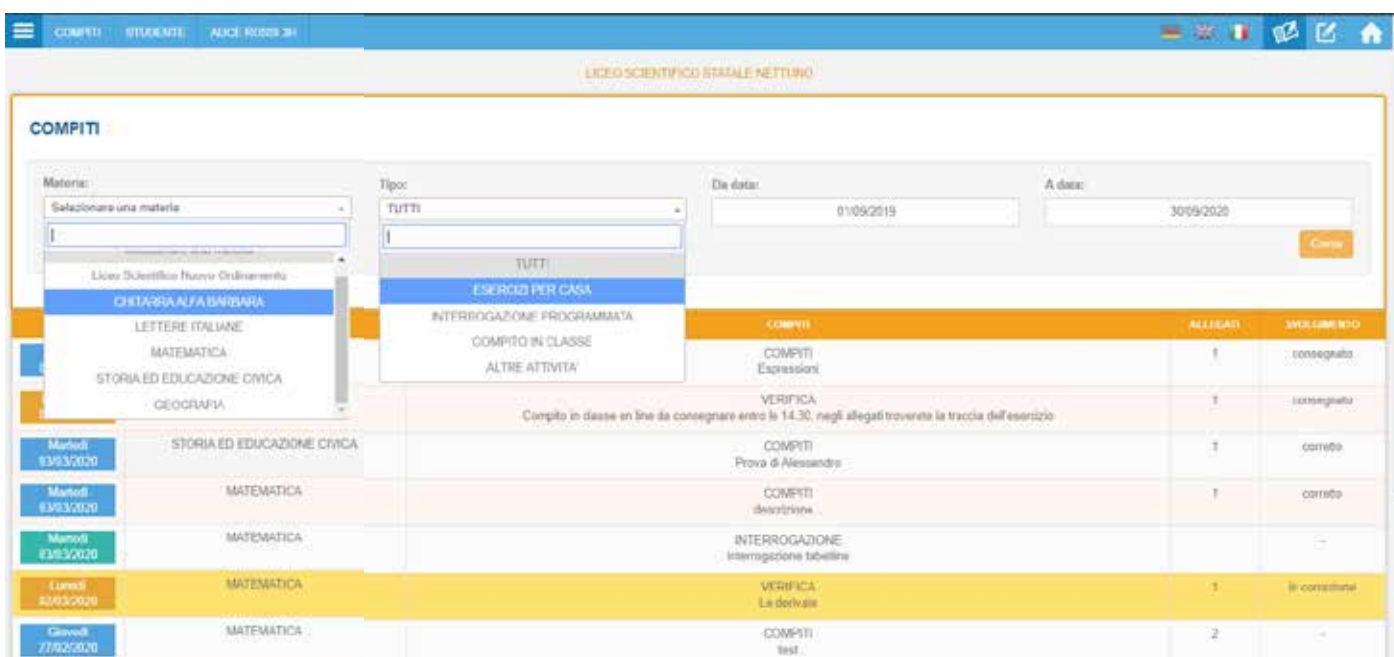 COMPITI STUDENTE ALICE ROSSI 3H
LICEO SCIENTIFICO STATALE NETTUNO
COMPITI
Materia: Tipo: Da data: A data:
Selezionare una materia TUTTI 01/09/2019 30/09/2020
Cerca
Liceo Scientifico Nuovo Ordinamento
CHITARRA ALFA BARBARA
LETTERE ITALIANE
MATEMATICA
STORIA ED EDUCAZIONE CIVICA
GEOGRAFIA
TUTTI
ESERCIZI PER CASA
INTERROGAZIONE PROGRAMMATA
COMPITO IN CLASSE
ALTRE ATTIVITA'
COMPITI ALLEGATI SVOLGIMENTO
COMPITI 1 consegnato
Espressioni
VERIFICA 1 consegnato
Compito in classe on line da consegnare entro le 14.30. negli allegati troverete la traccia dell'esercizio
Martedì STORIA ED EDUCAZIONE CIVICA COMPITI 1 corretto
03/03/2020 Prova di Alessandro
Martedì MATEMATICA COMPITI 1 corretto
03/03/2020 descrizione
Martedì MATEMATICA INTERROGAZIONE -
03/03/2020 Interrogazione tabelline
Lunedì MATEMATICA VERIFICA 1 in correzione
02/03/2020 Le derivate
Giovedì MATEMATICA COMPITI 2 -
27/02/2020 test